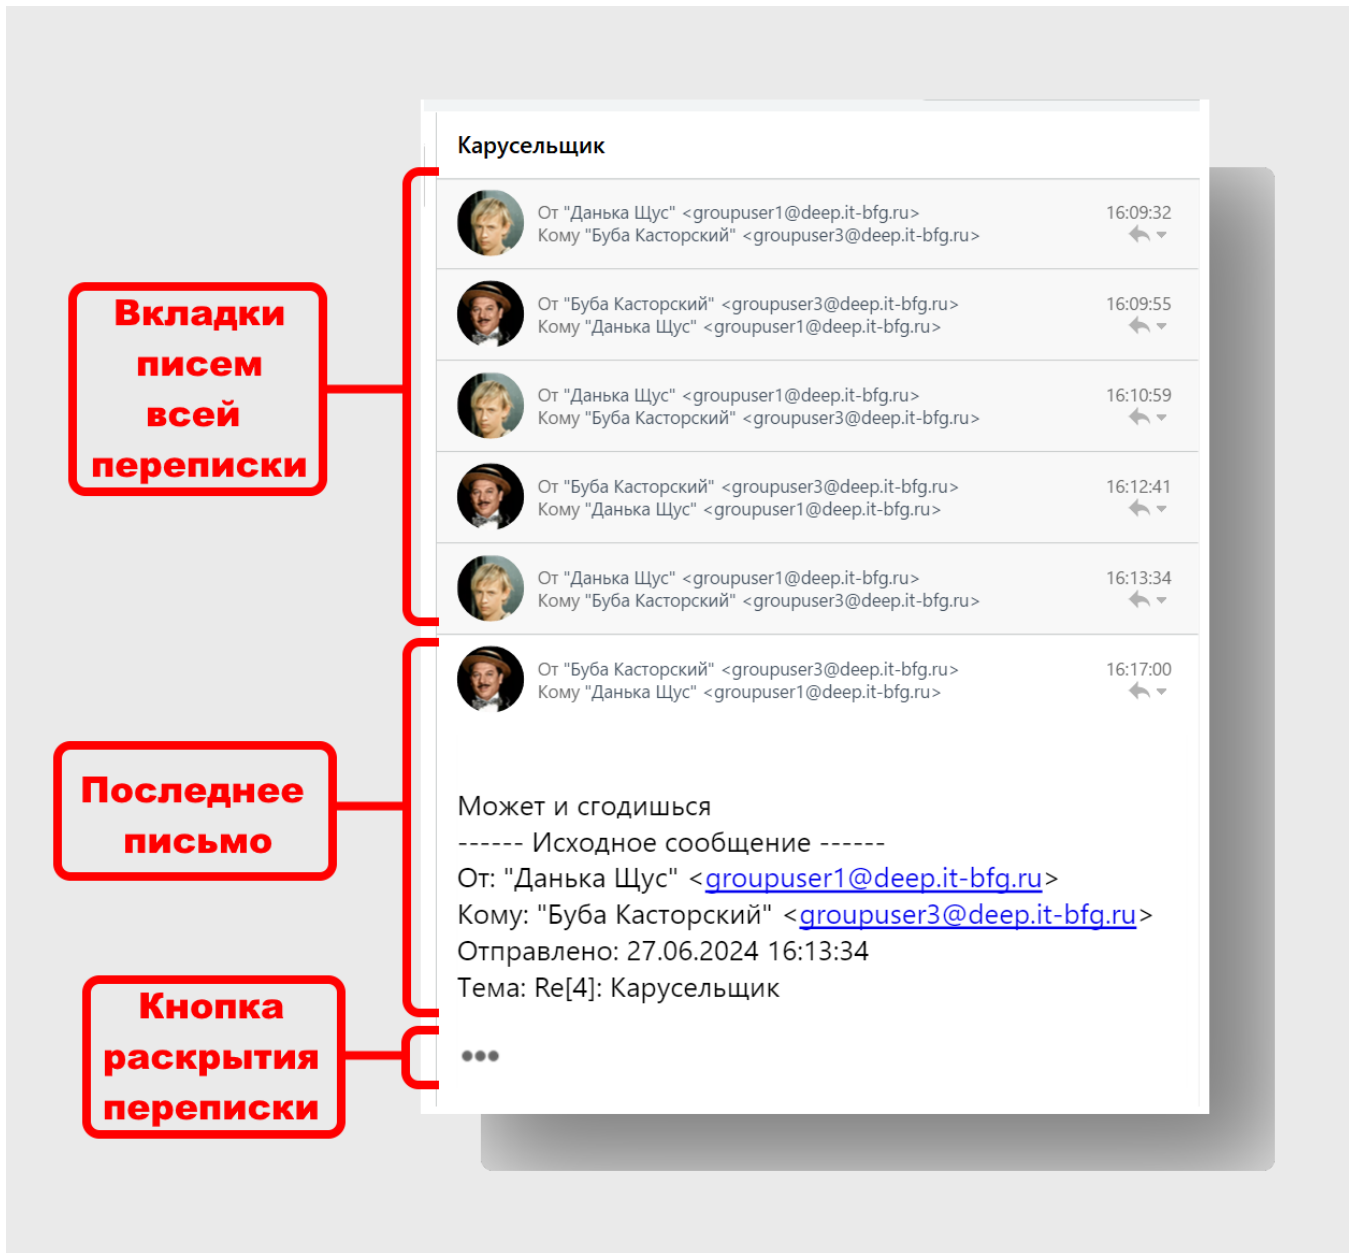 Карусельщик
От "Данька Щус" <groupuser1@deep.it-bfg.ru> 16:09:32
Кому "Буба Касторский" <groupuser3@deep.it-bfg.ru>
От "Буба Касторский" <groupuser3@deep.it-bfg.ru> 16:09:55
Кому "Данька Щус" <groupuser1@deep.it-bfg.ru>
От "Данька Щус" <groupuser1@deep.it-bfg.ru> 16:10:59
Кому "Буба Касторский" <groupuser3@deep.it-bfg.ru>
От "Буба Касторский" <groupuser3@deep.it-bfg.ru> 16:12:41
Кому "Данька Щус" <groupuser1@deep.it-bfg.ru>
От "Данька Щус" <groupuser1@deep.it-bfg.ru> 16:13:34
Кому "Буба Касторский" <groupuser3@deep.it-bfg.ru>
От "Буба Касторский" <groupuser3@deep.it-bfg.ru> 16:17:00
Кому "Данька Щус" <groupuser1@deep.it-bfg.ru>
Может и сгодишься
------ Исходное сообщение ------
От: "Данька Щус" <groupuser1@deep.it-bfg.ru>
Кому: "Буба Касторский" <groupuser3@deep.it-bfg.ru>
Отправлено: 27.06.2024 16:13:34
Тема: Re[4]: Карусельщик
Вкладки
писем
всей
переписки
Последнее
письмо
Кнопка
раскрытия
переписки